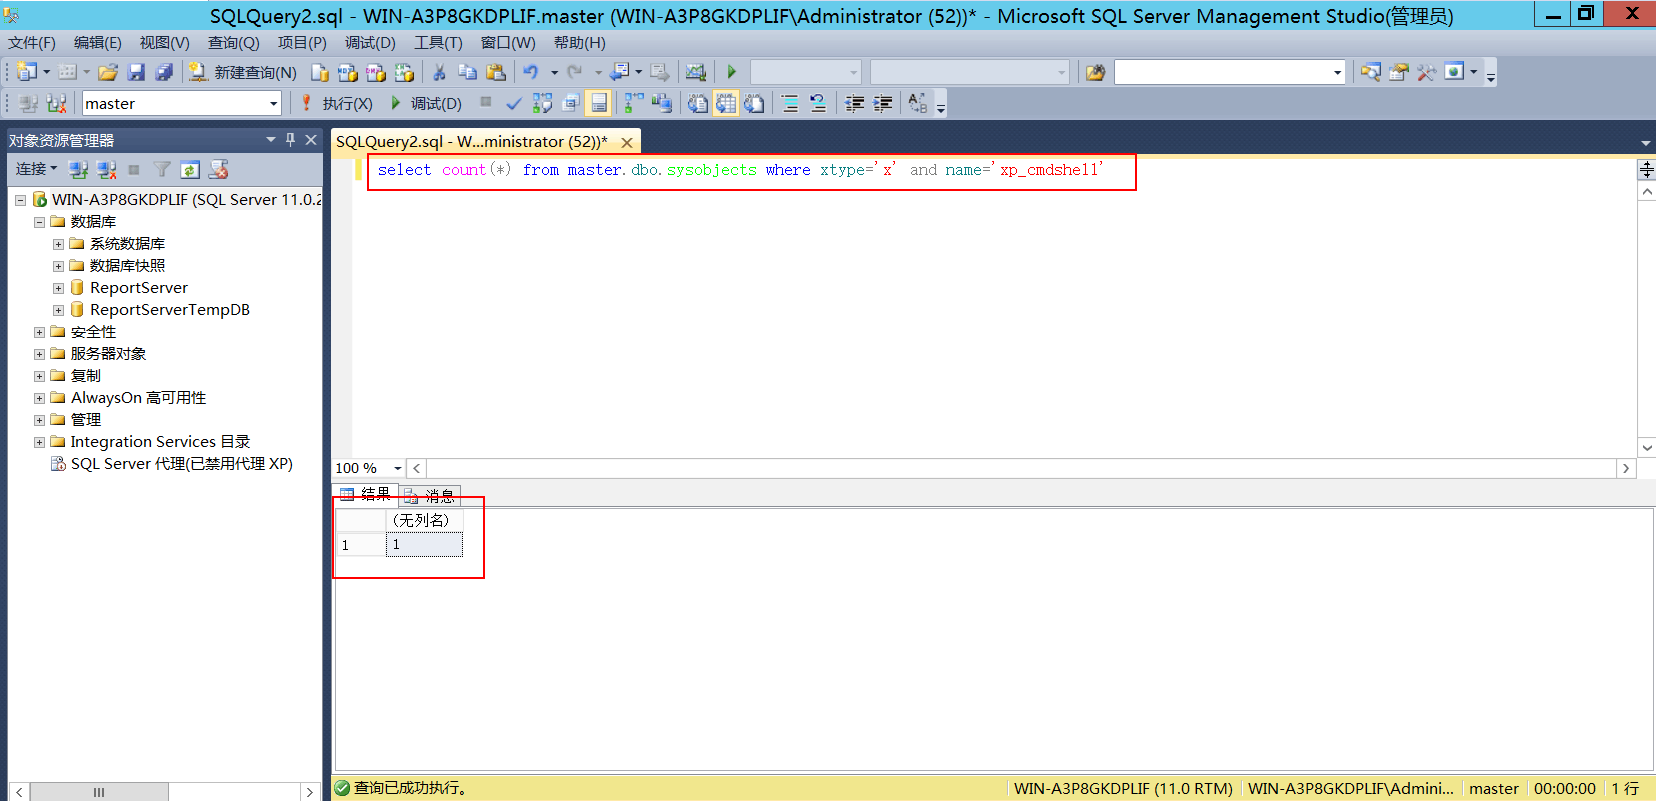 SQLQuery2.sql - WIN-A3P8GKDPLIF.master (WIN-A3P8GKDPLIF\Administrator (52))* - Microsoft SQL Server Management Studio(管理员)
文件(F) 编辑(E) 视图(V) 查询(Q) 项目(P) 调试(D) 工具(T) 窗口(W) 帮助(H)
新建查询(N)
master 执行(X) 调试(D)
对象资源管理器
连接
WIN-A3P8GKDPLIF (SQL Server 11.0.2
数据库
系统数据库
数据库快照
ReportServer
ReportServerTempDB
安全性
服务器对象
复制
AlwaysOn 高可用性
管理
Integration Services 目录
SQL Server 代理(已禁用代理 XP)
SQLQuery2.sql - W...ministrator (52))*
select count(*) from master.dbo.sysobjects where xtype='x' and name='xp_cmdshell'
100 %
结果 消息
(无列名)
1 1
查询已成功执行。 WIN-A3P8GKDPLIF (11.0 RTM) WIN-A3P8GKDPLIF\Admini... master 00:00:00 1 行